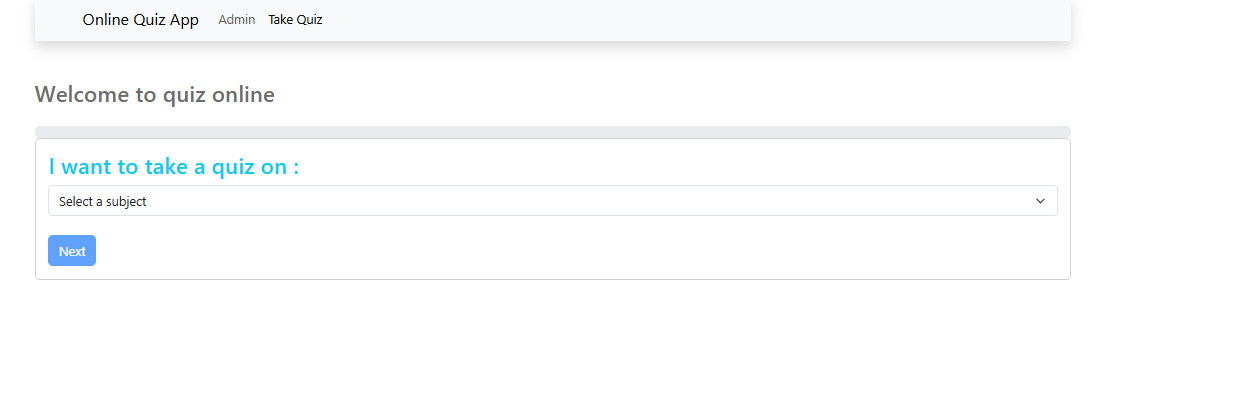 Online Quiz App Admin Take Quiz
Welcome to quiz online
I want to take a quiz on :
Select a subject
Next